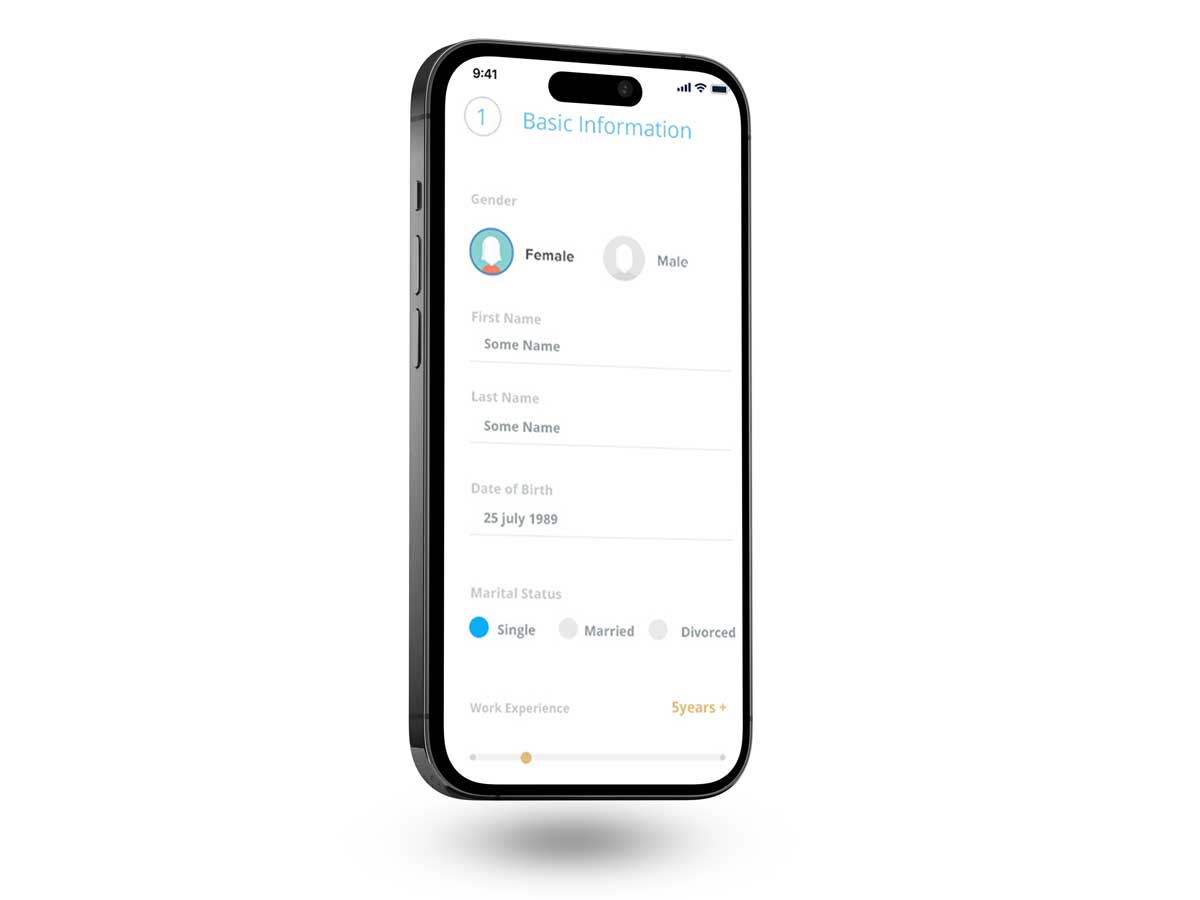 9:41
1 Basic Information
Gender
Female Male
First Name
Some Name
Last Name
Some Name
Date of Birth
25 july 1989
Marital Status
Single Married Divorced
Work Experience 5years +